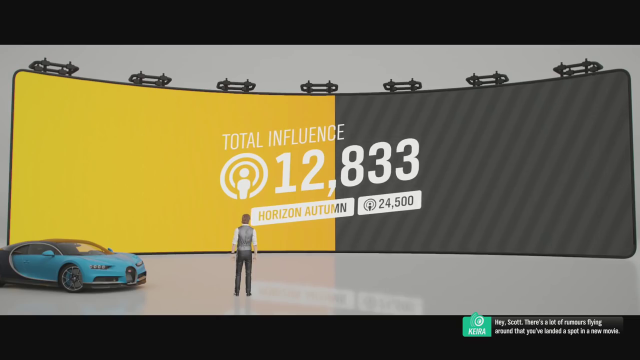 TOTAL INFLUENCE
12,833
HORIZON AUTUMN 24,500
KEIRA
Hey, Scott. There's a lot of rumours flying
around that you've landed a spot in a new movie.